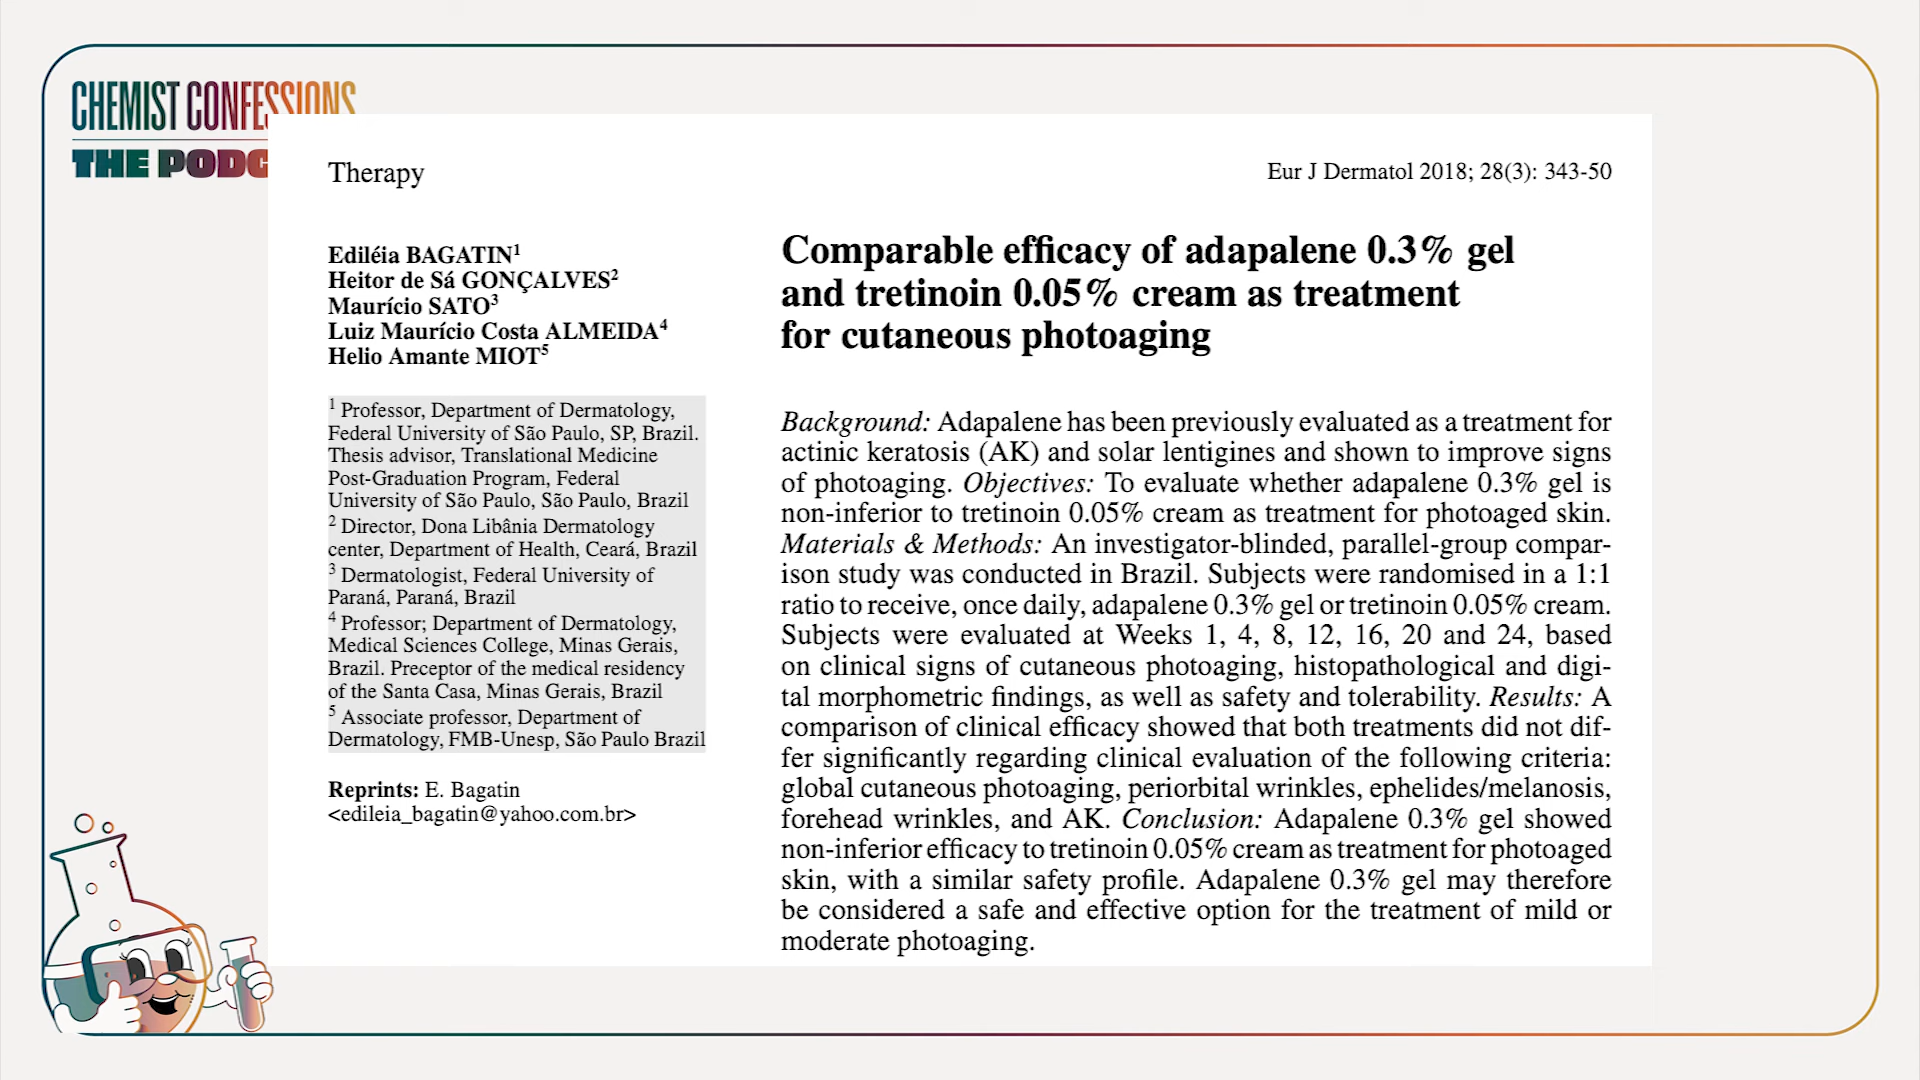 CHEMIST CONFESSIONS
THE PODC
Therapy
Eur J Dermatol 2018; 28(3): 343-50
Ediléia BAGATIN¹
Heitor de Sá GONÇALVES²
Maurício SATO³
Luiz Maurício Costa ALMEIDA⁴
Helio Amante MIOT⁵
¹ Professor, Department of Dermatology,
Federal University of São Paulo, SP, Brazil.
Thesis advisor, Translational Medicine
Post-Graduation Program, Federal
University of São Paulo, São Paulo, Brazil
² Director, Dona Libânia Dermatology
center, Department of Health, Ceará, Brazil
³ Dermatologist, Federal University of
Paraná, Paraná, Brazil
⁴ Professor; Department of Dermatology,
Medical Sciences College, Minas Gerais,
Brazil. Preceptor of the medical residency
of the Santa Casa, Minas Gerais, Brazil
⁵ Associate professor, Department of
Dermatology, FMB-Unesp, São Paulo Brazil
Reprints: E. Bagatin
<edileia_bagatin@yahoo.com.br>
Comparable efficacy of adapalene 0.3% gel
and tretinoin 0.05% cream as treatment
for cutaneous photoaging
Background: Adapalene has been previously evaluated as a treatment for
actinic keratosis (AK) and solar lentigines and shown to improve signs
of photoaging. Objectives: To evaluate whether adapalene 0.3% gel is
non-inferior to tretinoin 0.05% cream as treatment for photoaged skin.
Materials & Methods: An investigator-blinded, parallel-group compar-
ison study was conducted in Brazil. Subjects were randomised in a 1:1
ratio to receive, once daily, adapalene 0.3% gel or tretinoin 0.05% cream.
Subjects were evaluated at Weeks 1, 4, 8, 12, 16, 20 and 24, based
on clinical signs of cutaneous photoaging, histopathological and digi-
tal morphometric findings, as well as safety and tolerability. Results: A
comparison of clinical efficacy showed that both treatments did not dif-
fer significantly regarding clinical evaluation of the following criteria:
global cutaneous photoaging, periorbital wrinkles, ephelides/melanosis,
forehead wrinkles, and AK. Conclusion: Adapalene 0.3% gel showed
non-inferior efficacy to tretinoin 0.05% cream as treatment for photoaged
skin, with a similar safety profile. Adapalene 0.3% gel may therefore
be considered a safe and effective option for the treatment of mild or
moderate photoaging.